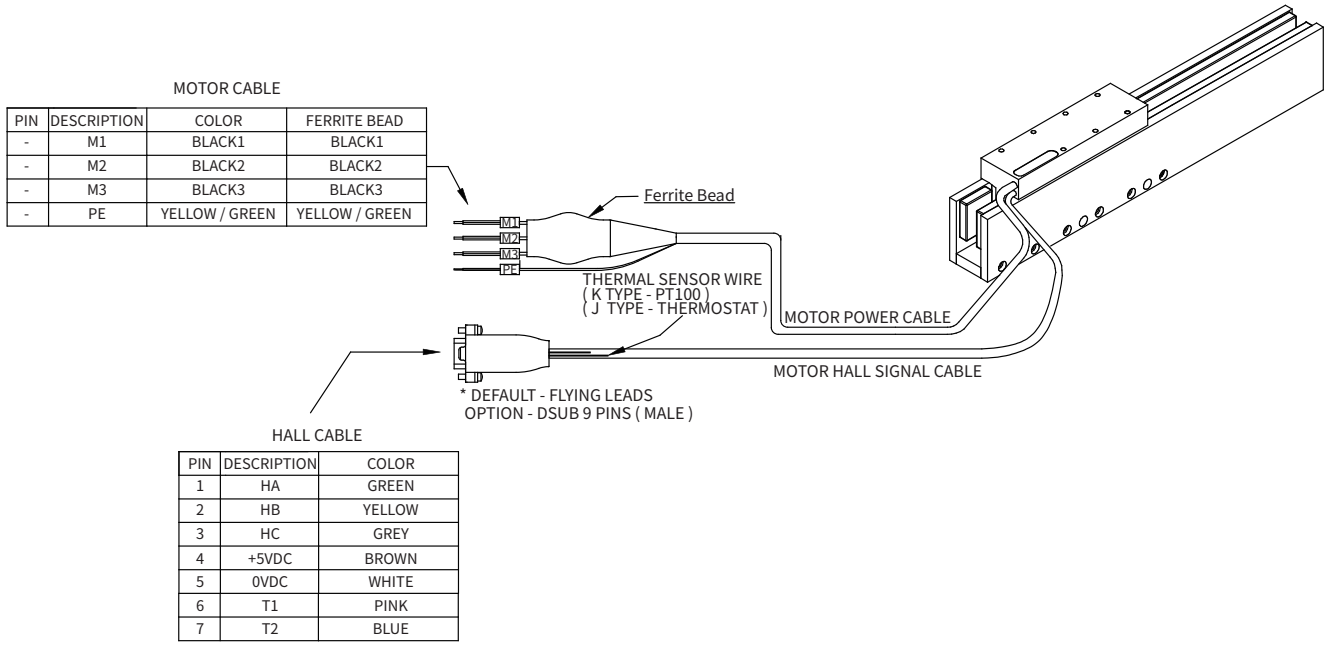 MOTOR CABLE
PIN DESCRIPTION COLOR FERRITE BEAD
- M1 BLACK1 BLACK1
- M2 BLACK2 BLACK2
- M3 BLACK3 BLACK3
- PE YELLOW / GREEN YELLOW / GREEN
Ferrite Bead
M1
M2
M3
PE
THERMAL SENSOR WIRE
( K TYPE - PT100 )
( J TYPE - THERMOSTAT )
MOTOR POWER CABLE
MOTOR HALL SIGNAL CABLE
* DEFAULT - FLYING LEADS
OPTION - DSUB 9 PINS ( MALE )
HALL CABLE
PIN DESCRIPTION COLOR
1 HA GREEN
2 HB YELLOW
3 HC GREY
4 +5VDC BROWN
5 0VDC WHITE
6 T1 PINK
7 T2 BLUE